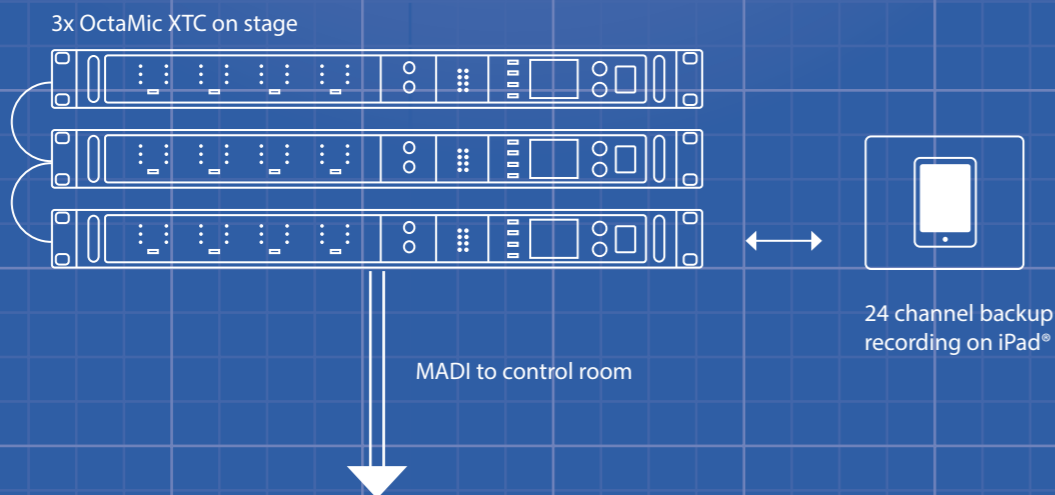 3x OctaMic XTC on stage
24 channel backup
recording on iPad®
MADI to control room